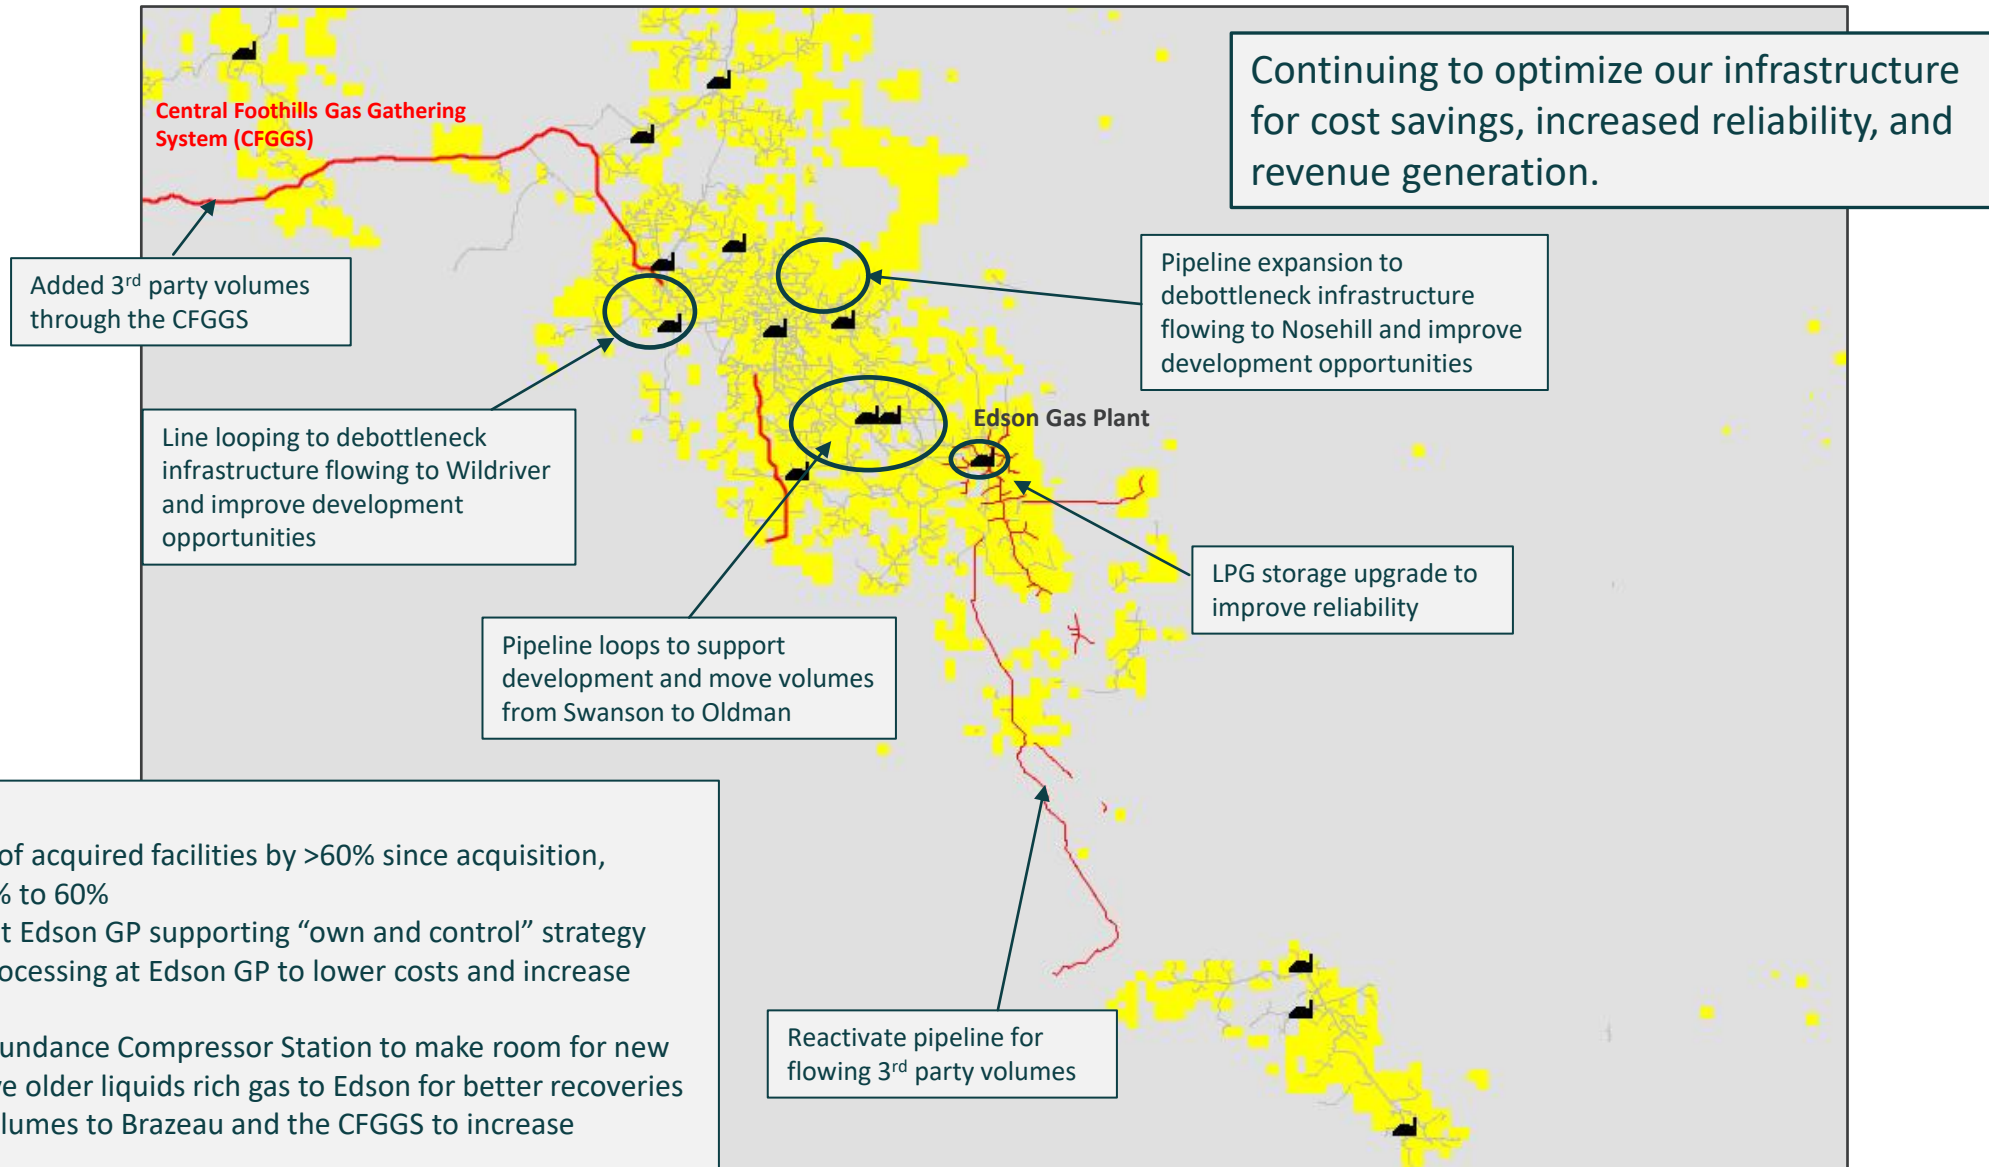 Continuing to optimize our infrastructure
for cost savings, increased reliability, and
revenue generation.
Central Foothills Gas Gathering
System (CFGGS)
Added 3rd party volumes
through the CFGGS
Pipeline expansion to
debottleneck infrastructure
flowing to Nosehill and improve
development opportunities
Line looping to debottleneck
infrastructure flowing to Wildriver
and improve development
opportunities
Edson Gas Plant
LPG storage upgrade to
improve reliability
Pipeline loops to support
development and move volumes
from Swanson to Oldman
Reactivate pipeline for
flowing 3rd party volumes
of acquired facilities by >60% since acquisition,
% to 60%
t Edson GP supporting “own and control” strategy
ocessing at Edson GP to lower costs and increase
undance Compressor Station to make room for new
e older liquids rich gas to Edson for better recoveries
lumes to Brazeau and the CFGGS to increase